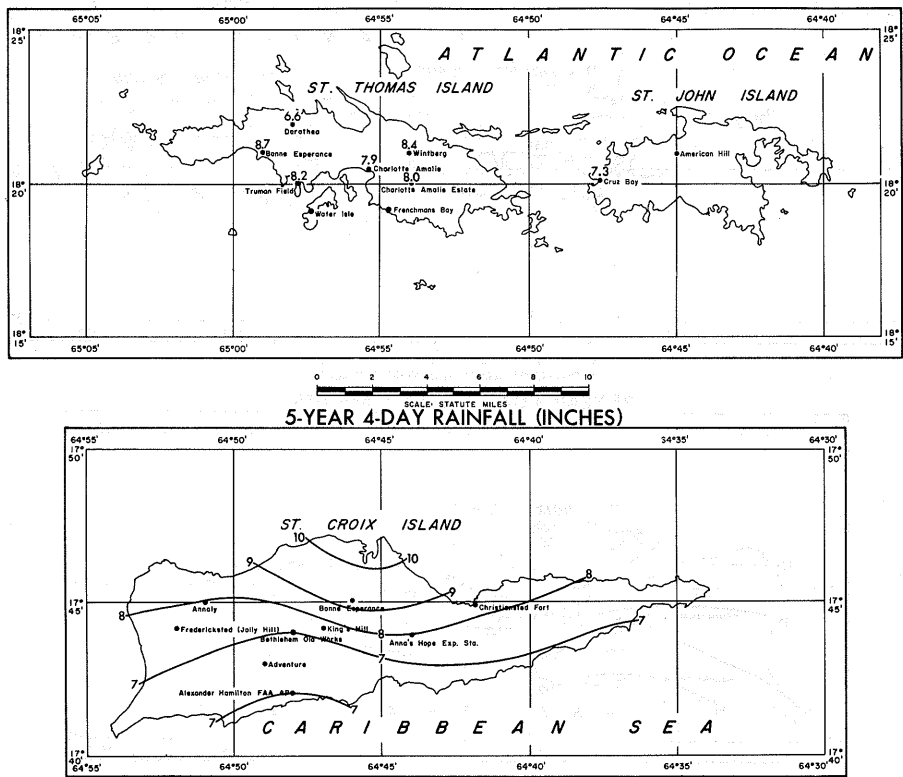 65°05' 65°00' 64°55' 64°50' 64°45' 64°40'
18° 25' 18° 25'
ATLANTIC OCEAN
ST. THOMAS ISLAND
ST. JOHN ISLAND
6.6
Dorothea
8.7
Bonne Esperance
8.4
Wintberg
American Hill
7.9
Charlotte Amalie
18° 20' 18° 20'
8.2
Truman Field
8.0
Charlotte Amalie Estate
7.3
Cruz Bay
Water Isle
Frenchmans Bay
18° 15' 18° 15'
65°05' 65°00' 64°55' 64°50' 64°45' 64°40'
0 2 4 6 8 10
SCALE: STATUTE MILES
5-YEAR 4-DAY RAINFALL (INCHES)
64°55' 64°50' 64°45' 64°40' 64°35' 64°30'
17° 50' 17° 50'
ST. CROIX ISLAND
10 10
9 9
8 8
17° 45' 17° 45'
Annaly
Bonne Esperance
Christiansted Fort
Fredericksted (Jolly Hill)
King's Hill
8
Bethlehem Old Works
Anna's Hope Exp. Sta.
Adventure
7 7 7
Alexander Hamilton FAA AP
7 7
CARIBBEAN SEA
17° 40' 17° 40'
64°55' 64°50' 64°45' 64°40' 64°35' 64°30'